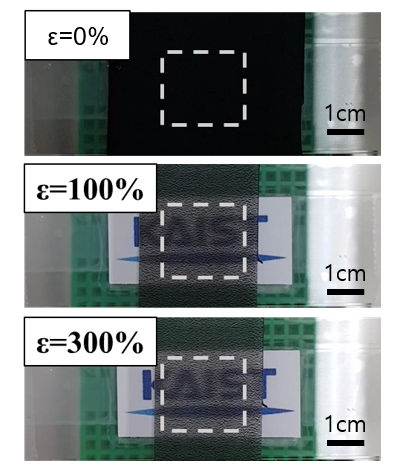 ε=0%
1cm
ε=100%
KAIST
1cm
ε=300%
KAIST
1cm